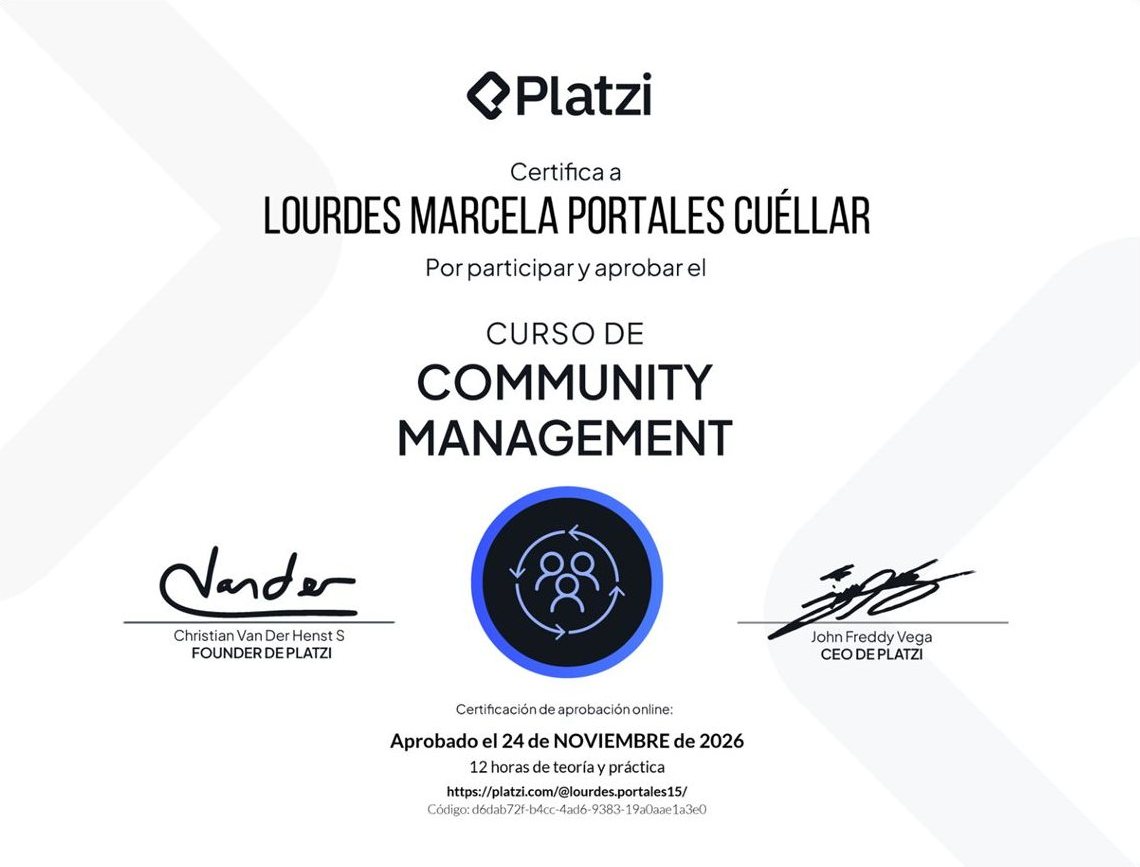 Platzi
Certifica a
LOURDES MARCELA PORTALES CUÉLLAR
Por participar y aprobar el
CURSO DE
COMMUNITY
MANAGEMENT
Vander
Christian Van Der Henst S
FOUNDER DE PLATZI
John Freddy Vega
CEO DE PLATZI
Certificación de aprobación online:
Aprobado el 24 de NOVIEMBRE de 2026
12 horas de teoría y práctica
https://platzi.com/@lourdes.portales15/
Código: d6dab72f-b4cc-4ad6-9383-19a0aae1a3e0